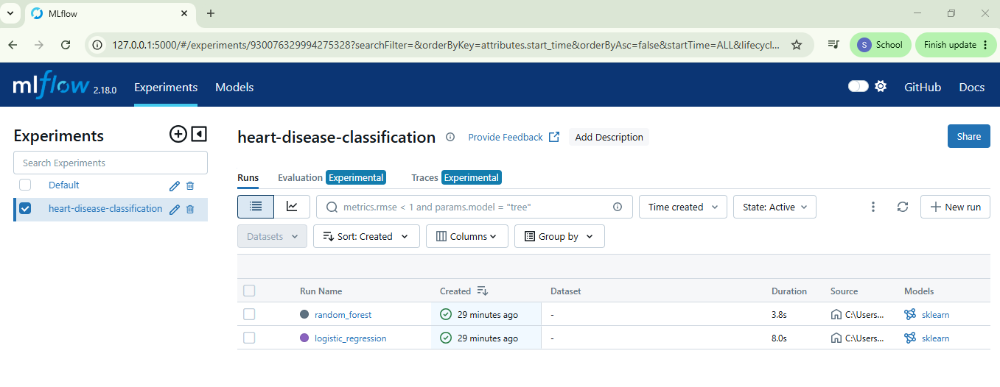 MLflow
127.0.0.1:5000/#/experiments/930076329994275328?searchFilter=&orderByKey=attributes.start_time&orderByAsc=false&startTime=ALL&lifecycl...
S School
Finish update
mlflow 2.18.0 Experiments Models GitHub Docs
Experiments
Search Experiments
Default
heart-disease-classification
heart-disease-classification Provide Feedback Add Description Share
Runs Evaluation Experimental Traces Experimental
metrics.rmse < 1 and params.model = "tree" Time created State: Active New run
Datasets Sort: Created Columns Group by
Run Name Created Dataset Duration Source Models
random_forest 29 minutes ago - 3.8s C:\Users... sklearn
logistic_regression 29 minutes ago - 8.0s C:\Users... sklearn